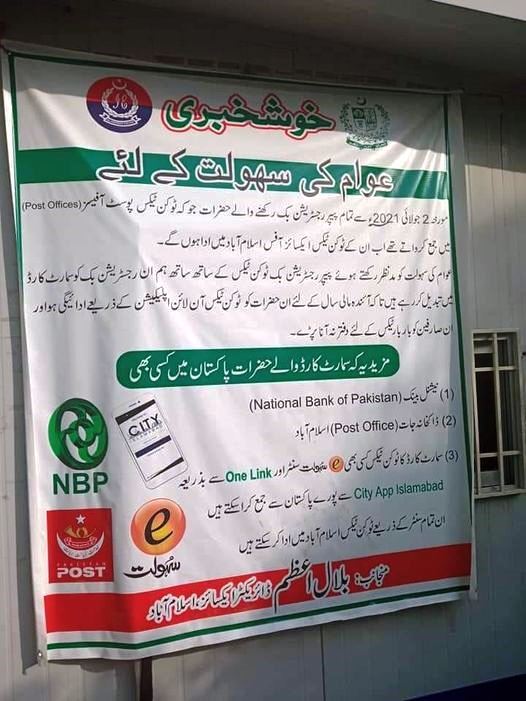 خوشخبری
عوام کی سہولت کے لئے
مورخہ 2 جولائی 2021ء سے تمام پیپر رجسٹریشن بک رکھنے والے حضرات جو کہ ٹوکن ٹیکس پوسٹ آفیسز (Post Offices)
میں جمع کرواتے تھے اب ان کے ٹوکن ٹیکس ایکسائز آفس اسلام آباد میں ادا ہوں گے۔
عوام کی سہولت کو مدنظر رکھتے ہوئے پیپر رجسٹریشن بک ٹوکن ٹیکس کے ساتھ ساتھ ہم ان رجسٹریشن بک کو سمارٹ کارڈ
میں تبدیل کر رہے ہیں تاکہ آئندہ مالی سال کے لئے ان حضرات کو ٹوکن ٹیکس آن لائن اپلیکیشن کے ذریعے ادائیگی ہو اور
ان صارفین کو بار بار ٹیکس کے لئے دفتر نہ آنا پڑے۔
مزید یہ کہ سمارٹ کارڈ والے حضرات پاکستان میں کسی بھی
(1) نیشنل بینک (National Bank of Pakistan)
(2) ڈاکخانہ جات (Post Office) اسلام آباد
(3) سمارٹ کارڈ کا ٹوکن ٹیکس کسی بھی e سہولت سنٹر اور One Link سے بذریعہ
City App Islamabad سے پورے پاکستان سے جمع کرا سکتے ہیں
ان تمام سنٹر کے ذریعے ٹوکن ٹیکس اسلام آباد میں ادا کر سکتے ہیں
CITY
ISLAMABAD
NBP
PAKISTAN
POST
e
سہولت
منجانب: بلال اعظم ڈائریکٹر ایکسائز، اسلام آباد